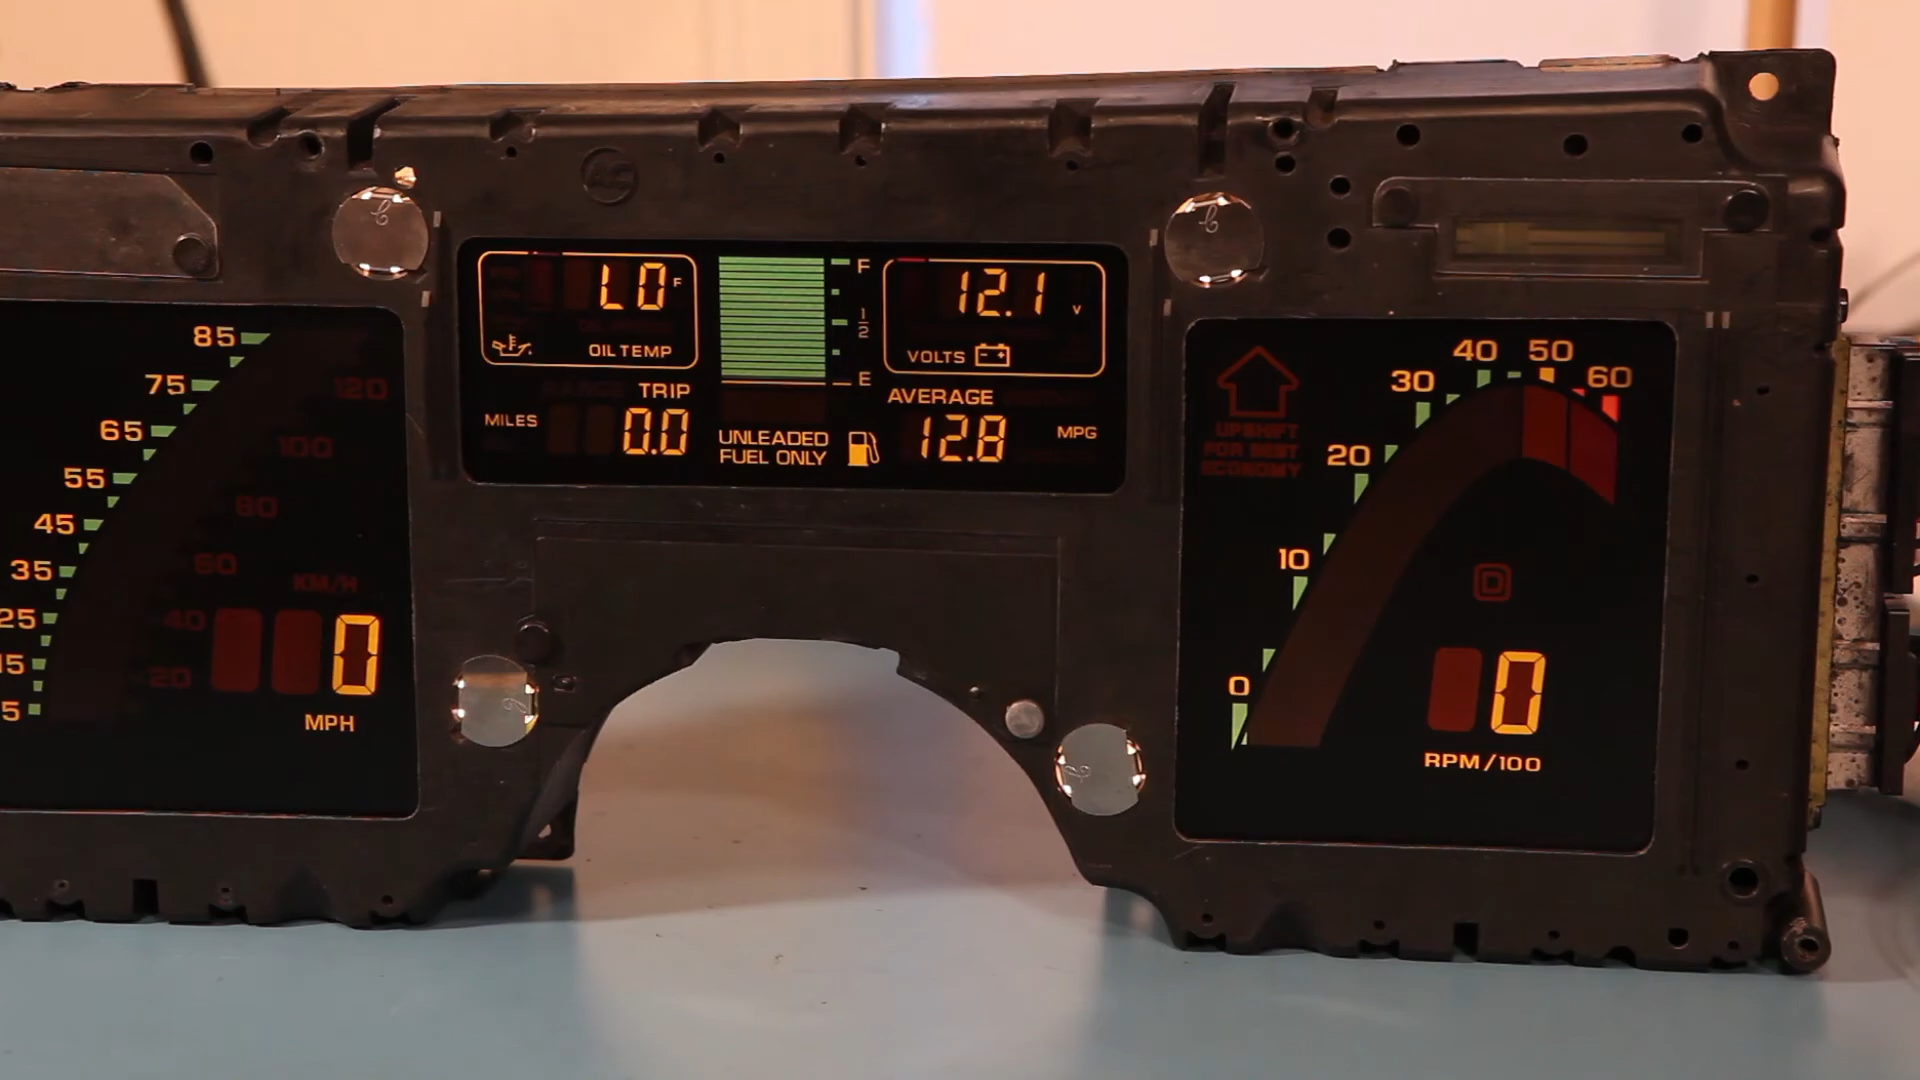 85
75
65
55
45
35
25
15
5
120
100
80
60
40
20
KM/H
0
MPH
AC
LO F
OIL TEMP
RANGE TRIP
MILES 0.0
F
1/2
E
UNLEADED
FUEL ONLY
12.1 V
VOLTS
AVERAGE
12.8 MPG
UPSHIFT
FOR BEST
ECONOMY
0
10
20
30
40
50
60
D
0
RPM/100